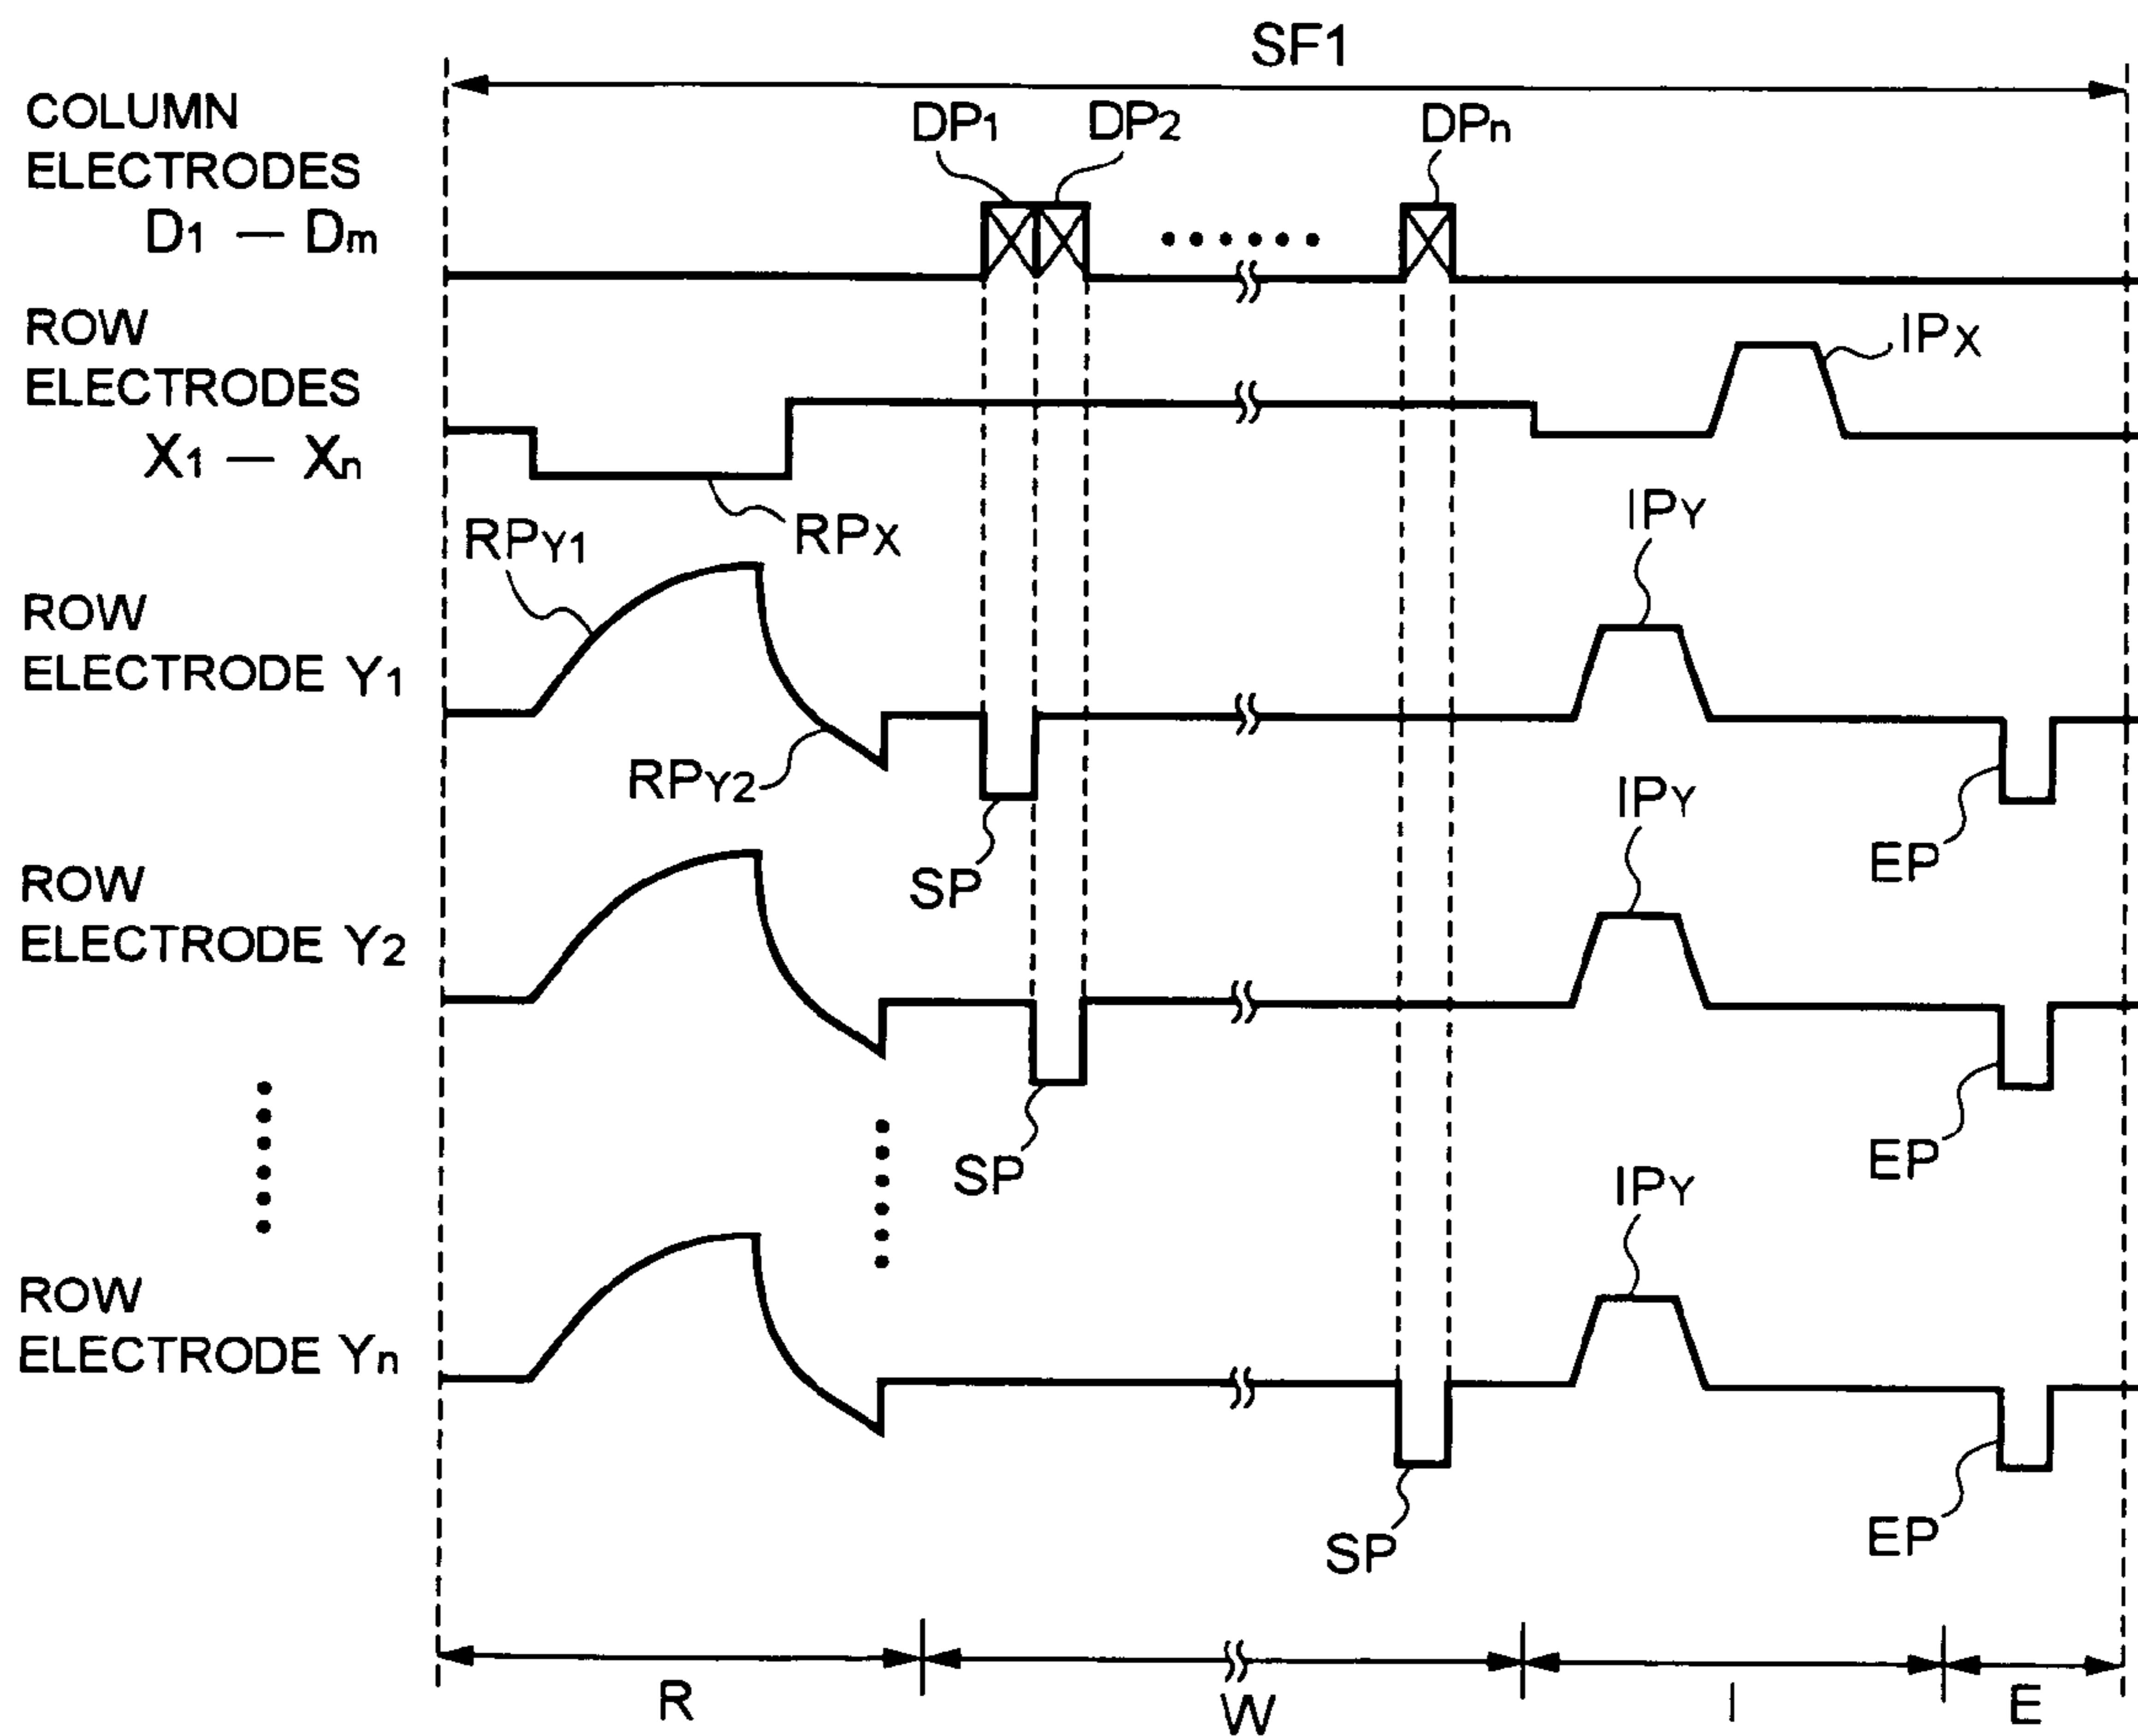 SF1
COLUMN
ELECTRODES
D1 — Dm
DP1
DP2
DPn
ROW
ELECTRODES
X1 — Xn
IPX
RPX
RPY1
IPY
ROW
ELECTRODE Y1
RPY2
SP
EP
IPY
ROW
ELECTRODE Y2
SP
EP
IPY
ROW
ELECTRODE Yn
SP
EP
R
W
I
E